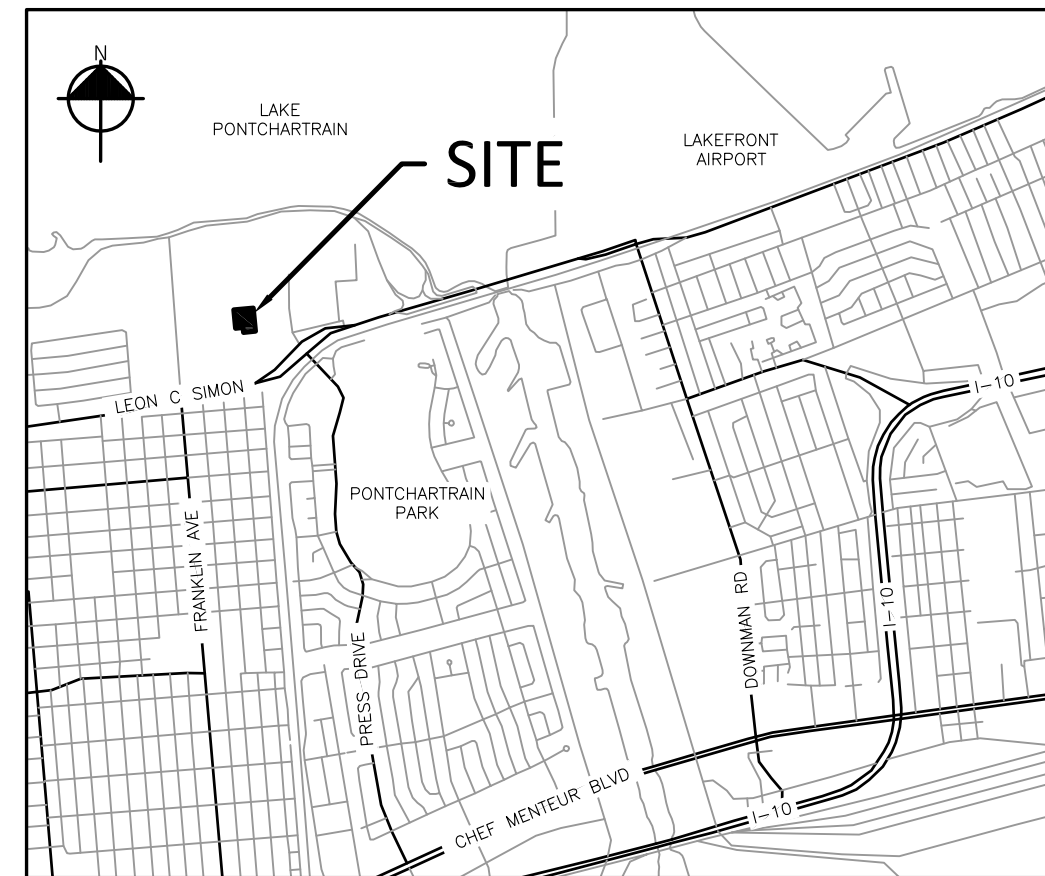 N
LAKE
PONTCHARTRAIN
SITE
LAKEFRONT
AIRPORT
LEON C SIMON
I-10
PONTCHARTRAIN
PARK
FRANKLIN AVE
I-10
DOWNMAN RD
PRESS DRIVE
CHEF MENTEUR BLVD
I-10